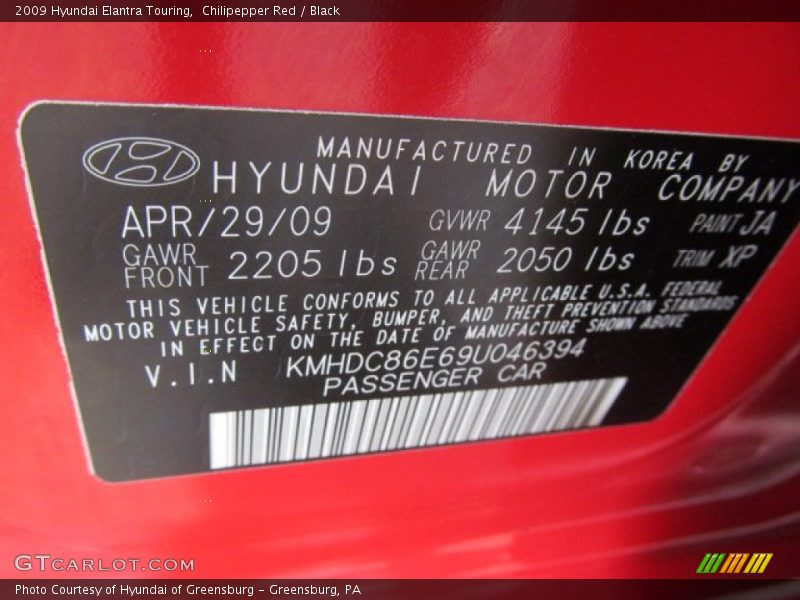 2009 Hyundai Elantra Touring,  Chilipepper Red / Black
MANUFACTURED IN KOREA BY
HYUNDAI MOTOR COMPANY
APR/29/09 GVWR 4145 lbs PAINT JA
GAWR FRONT 2205 lbs GAWR REAR 2050 lbs TRIM XP
THIS VEHICLE CONFORMS TO ALL APPLICABLE U.S.A. FEDERAL
MOTOR VEHICLE SAFETY, BUMPER, AND THEFT PREVENTION STANDARDS
IN EFFECT ON THE DATE OF MANUFACTURE SHOWN ABOVE
V.I.N KMHDC86E69U046394
PASSENGER CAR
GTCARLOT.COM
Photo Courtesy of Hyundai of Greensburg - Greensburg, PA